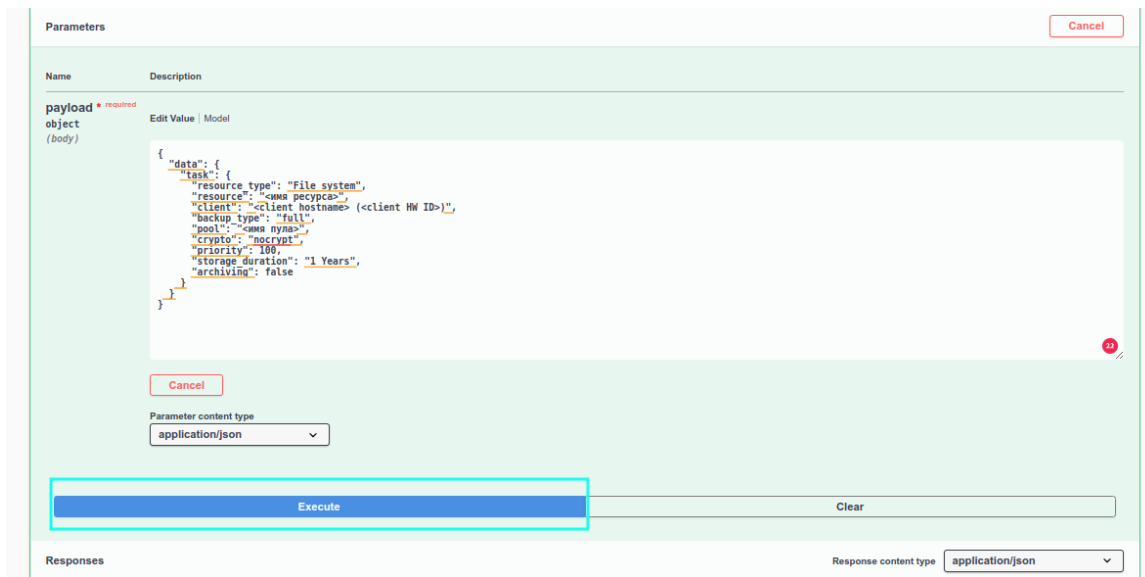 Parameters
Cancel
Name Description
payload * required
object
(body)
Edit Value | Model
{
"data": {
"task": {
"resource_type": "File system",
"resource": "<имя ресурса>",
"client": "<client hostname> (<client HW ID>)",
"backup_type": "full",
"pool": "<имя пула>",
"crypto": "nocrypt",
"priority": 100,
"storage_duration": "1 Years",
"archiving": false
}
}
}
22
Cancel
Parameter content type
application/json
Execute
Clear
Responses
Response content type application/json